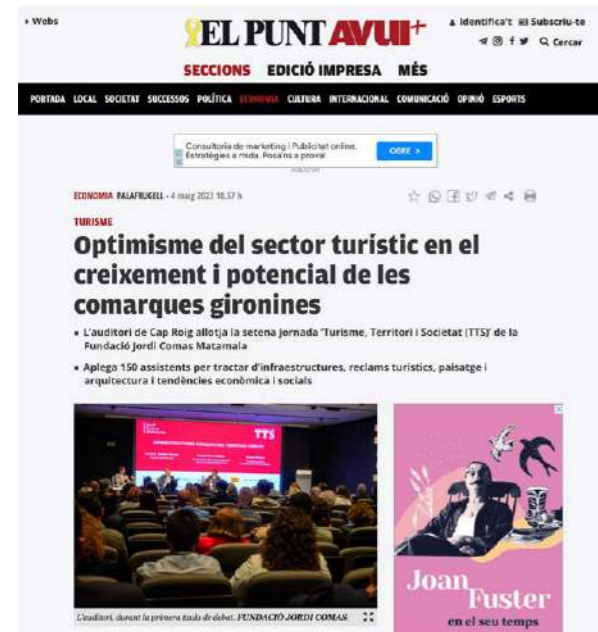 Webs
EL PUNT AVUI+
Identifica't Subscriu-te
Cercar
SECCIONS EDICIÓ IMPRESA MÉS
PORTADA LOCAL SOCIETAT SUCCESSOS POLÍTICA ECONOMIA CULTURA INTERNACIONAL COMUNICACIÓ OPINIÓ ESPORTS
Consultoria de marketing i Publicitat online.
Estratègies a mida. Posa'ns a prova!
OBRE >
PUBLICITAT
ECONOMIA PALAFRUGELL - 4 maig 2023 18.57 h
TURISME
Optimisme del sector turístic en el
creixement i potencial de les
comarques gironines
L'auditori de Cap Roig allotja la setena jornada 'Turisme, Territori i Societat (TTS)' de la
Fundació Jordi Comas Matamala
Aplega 150 assistents per tractar d'infraestructures, reclams turístics, paisatge i
arquitectura i tendències econòmica i socials
TTS
L'auditori, durant la primera taula de debat. FUNDACIÓ JORDI COMAS.
Joan
Fuster
en el seu temps